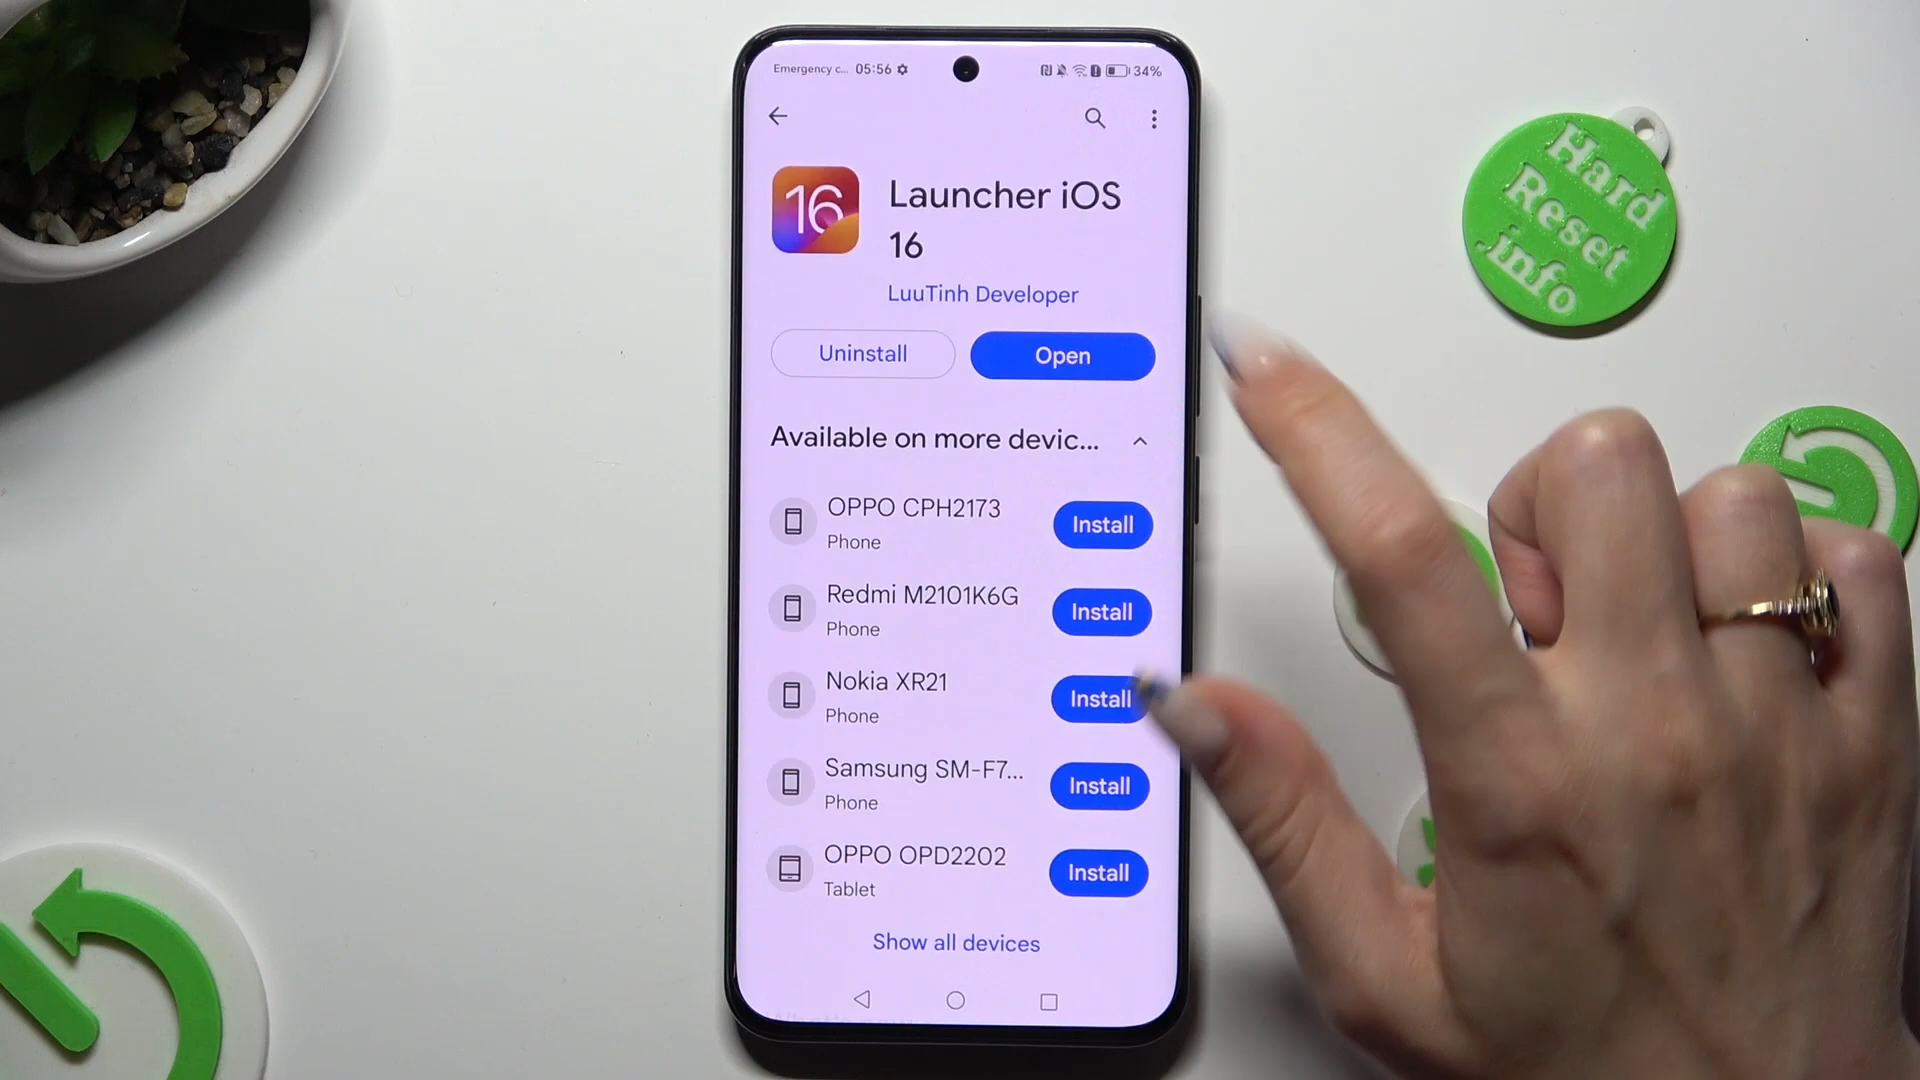 Emergency c... 05:56
34%
16
Launcher iOS
16
LuuTinh Developer
Uninstall
Open
Available on more devic...
OPPO CPH2173
Phone
Install
Redmi M2101K6G
Phone
Install
Nokia XR21
Phone
Install
Samsung SM-F7...
Phone
Install
OPPO OPD2202
Tablet
Install
Show all devices
Hard
Reset
.info